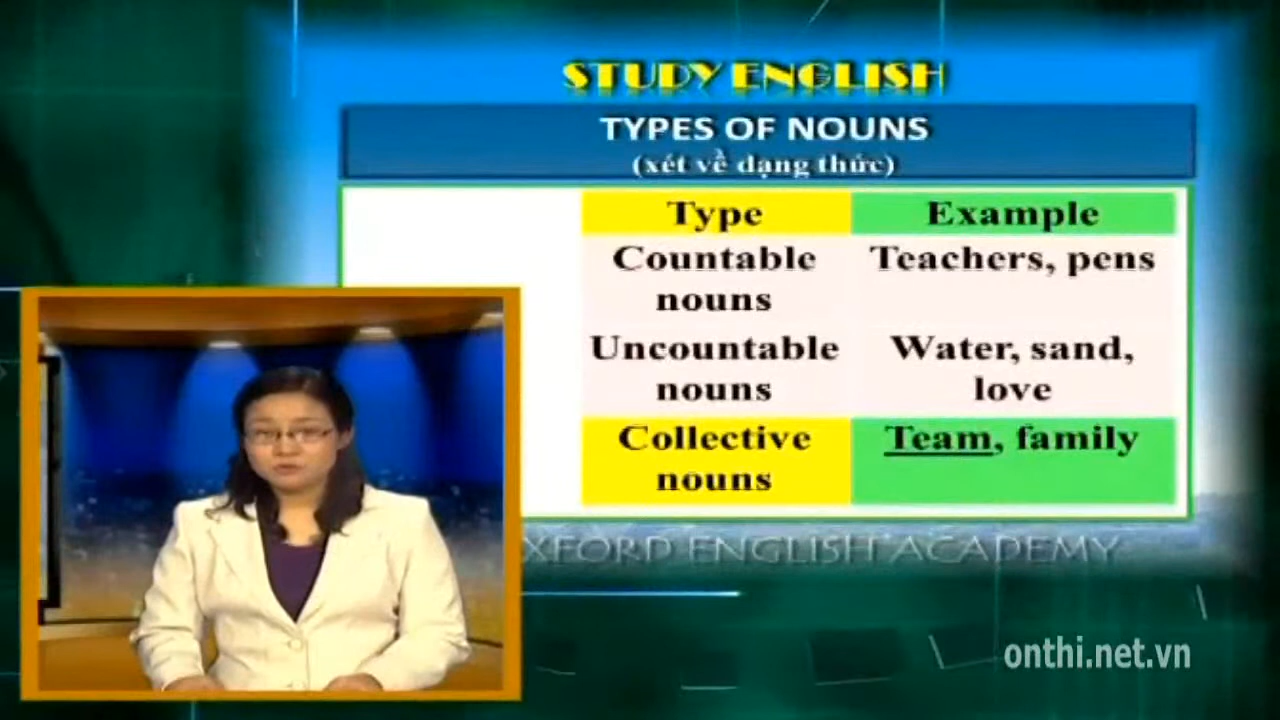 STUDY ENGLISH
TYPES OF NOUNS
(xét về dạng thức)
Type Example
Countable nouns Teachers, pens
Uncountable nouns Water, sand, love
Collective nouns Team, family
XFORD ENGLISH ACADEMY
onthi.net.vn